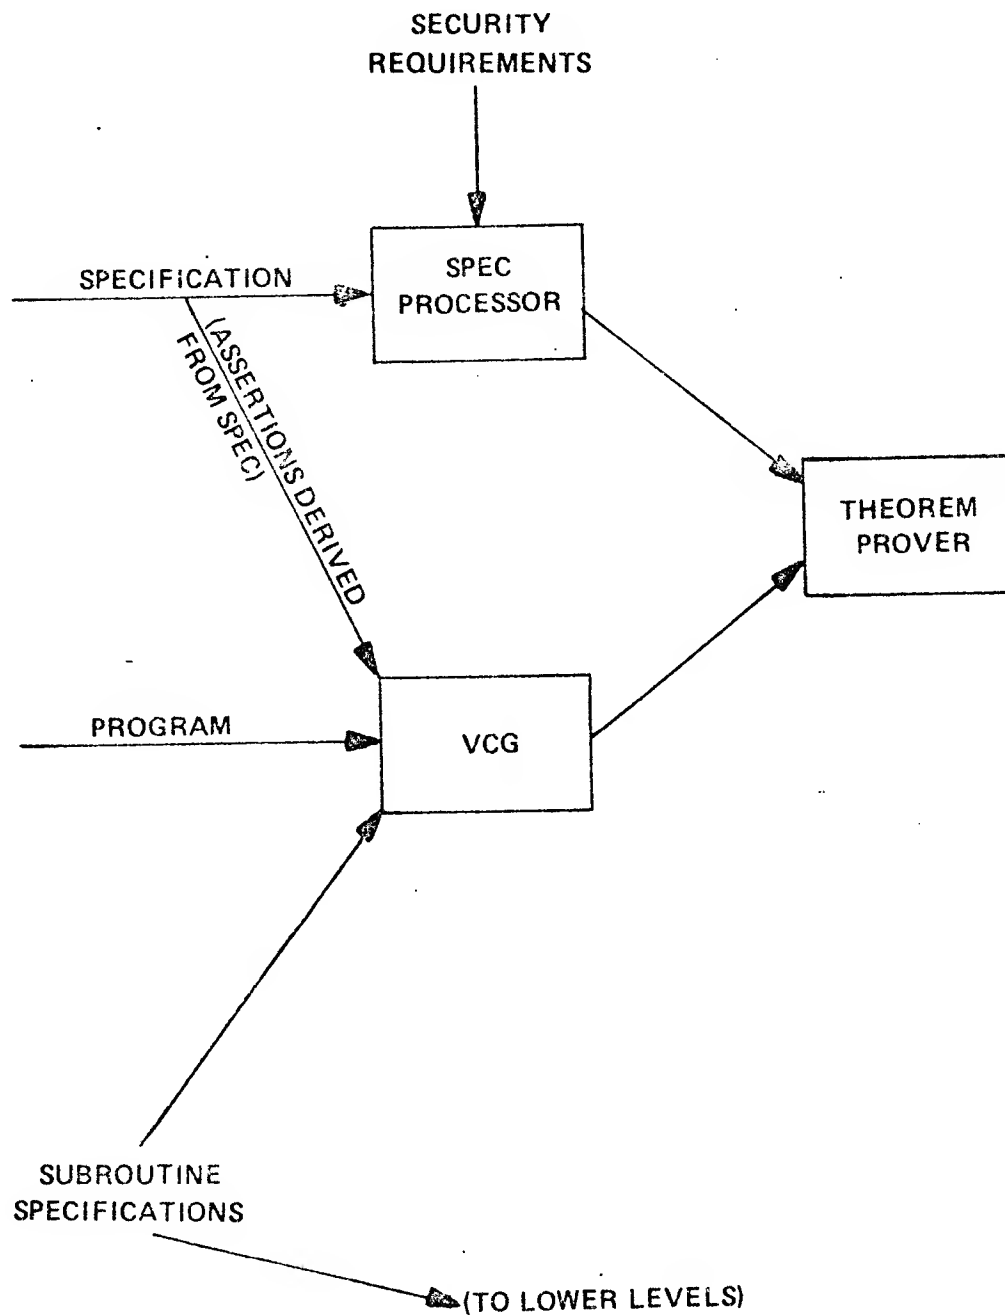 SECURITY
REQUIREMENTS
SPEC
PROCESSOR
SPECIFICATION
(ASSERTIONS DERIVED
FROM SPEC)
THEOREM
PROVER
PROGRAM
VCG
SUBROUTINE
SPECIFICATIONS
(TO LOWER LEVELS)